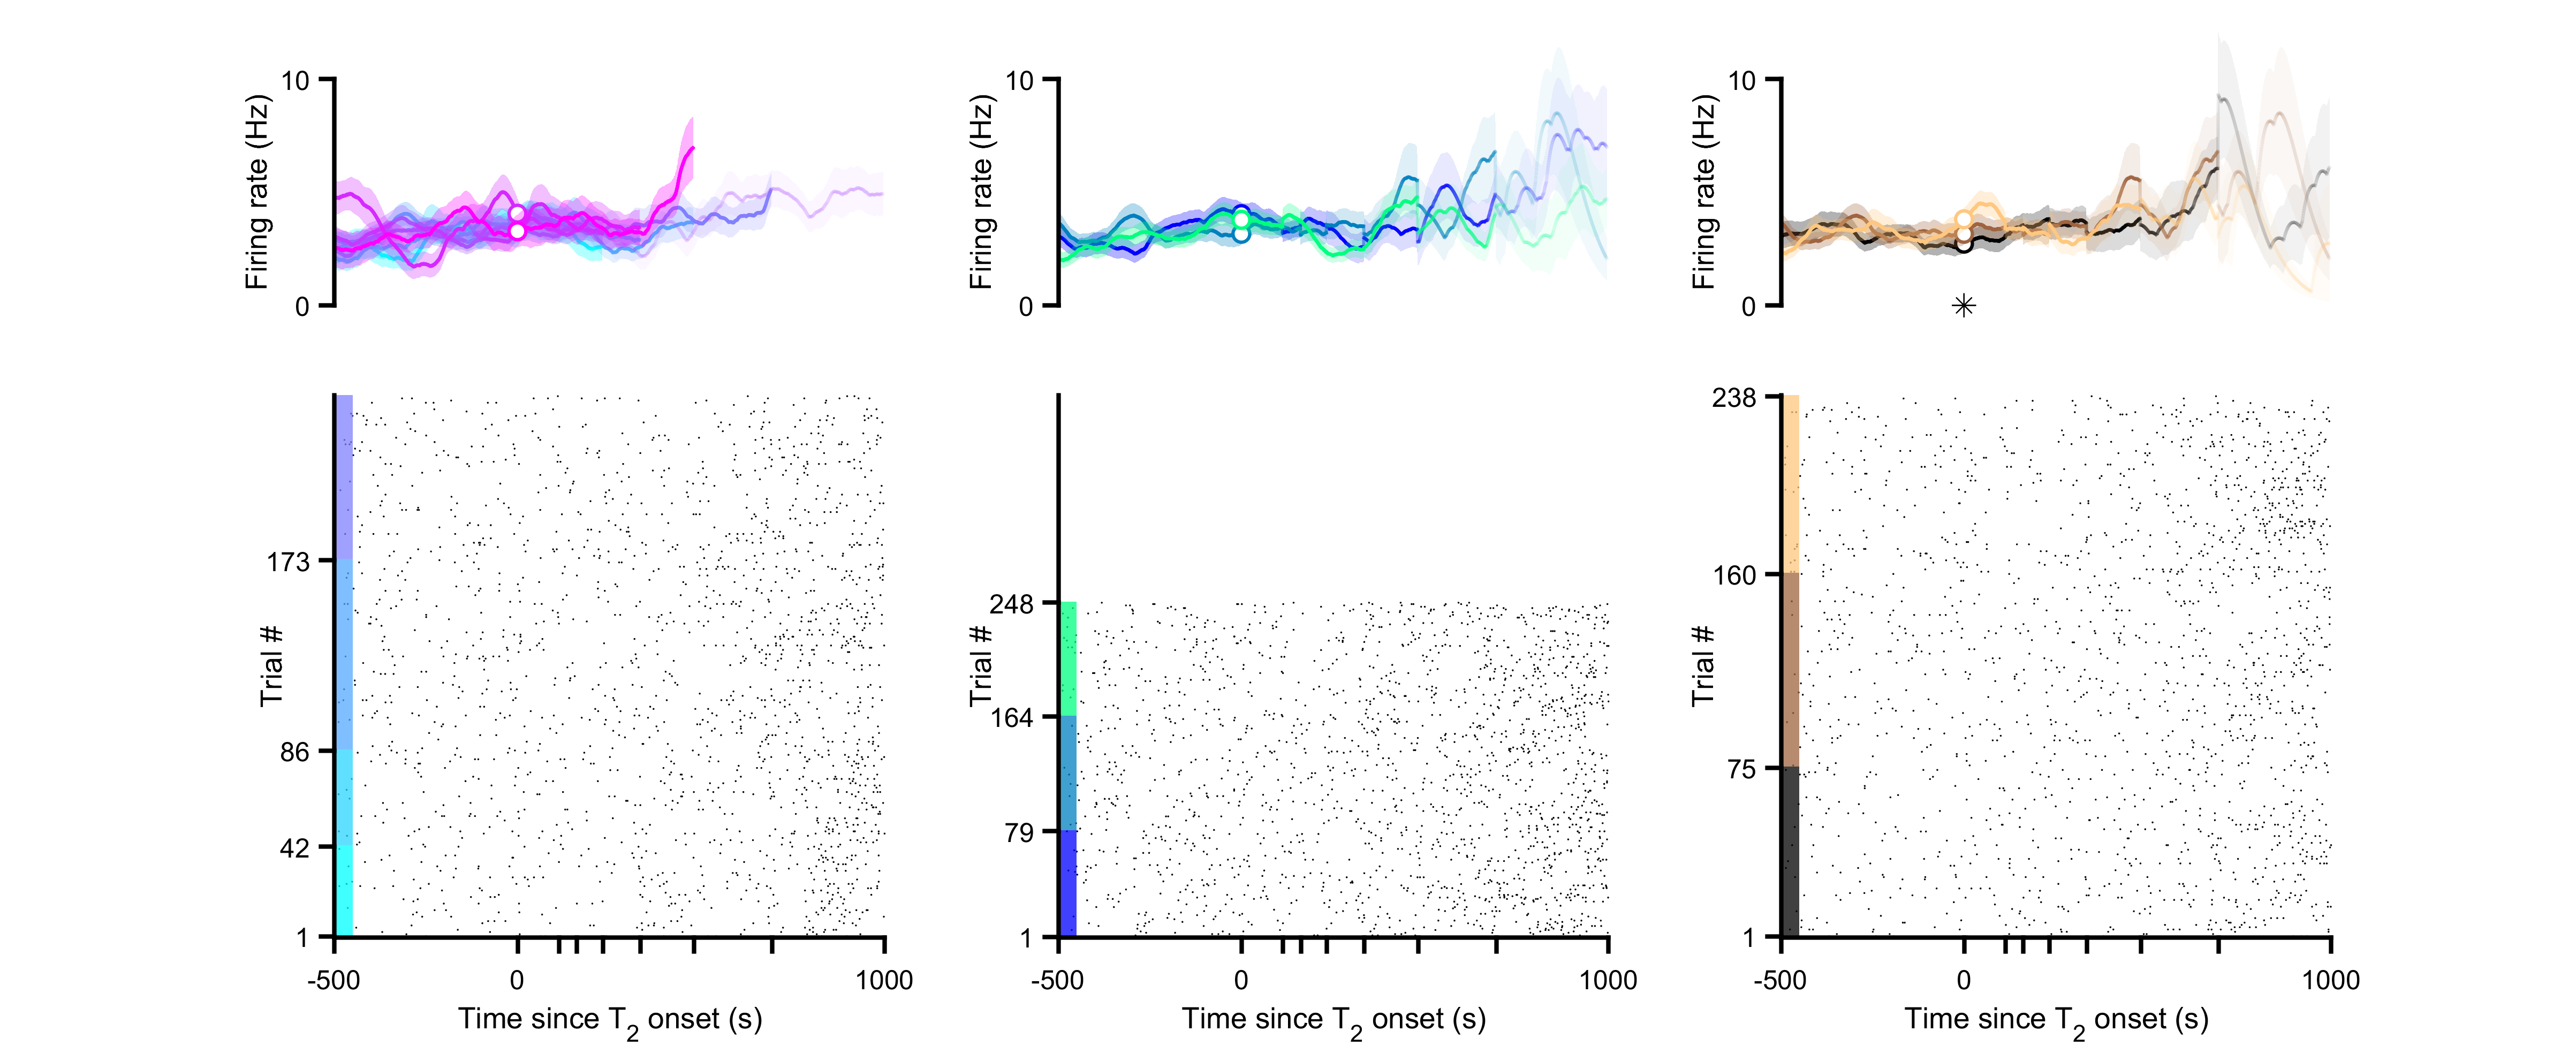 10
Firing rate (Hz)
0
10
Firing rate (Hz)
0
10
Firing rate (Hz)
0
173
86
42
1
Trial #
-500 0 1000
Time since T2 onset (s)
248
164
79
1
Trial #
-500 0 1000
Time since T2 onset (s)
238
160
75
1
Trial #
-500 0 1000
Time since T2 onset (s)